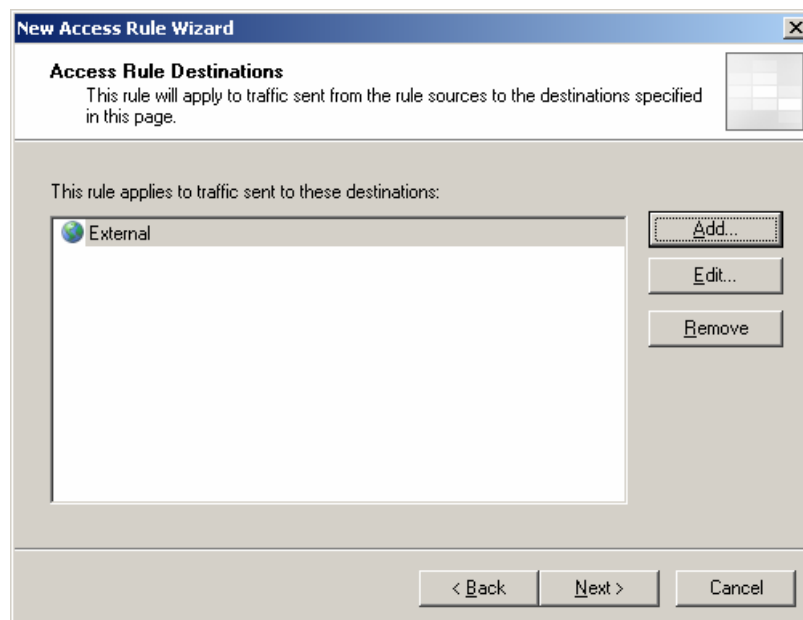 New Access Rule Wizard
Access Rule Destinations
This rule will apply to traffic sent from the rule sources to the destinations specified
in this page.
This rule applies to traffic sent to these destinations:
External
Add...
Edit...
Remove
< Back
Next >
Cancel